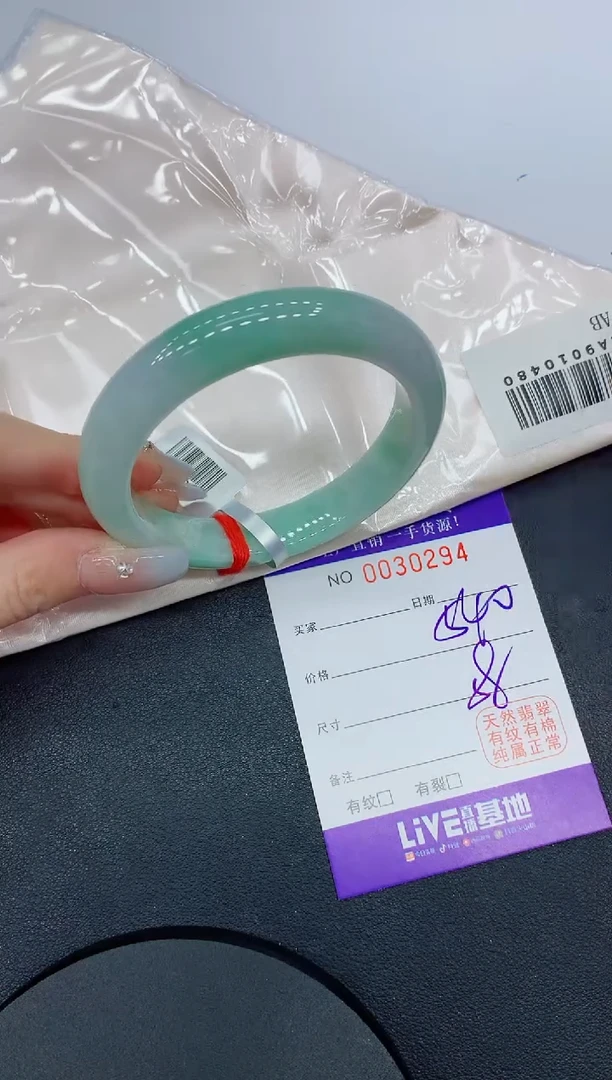 A9010480
AB
直销一手货源!
NO 0030294
买家
日期
价格
尺寸
天然翡翠
有纹有棉
纯属正常
备注
有纹□ 有裂□
LiVE直播基地